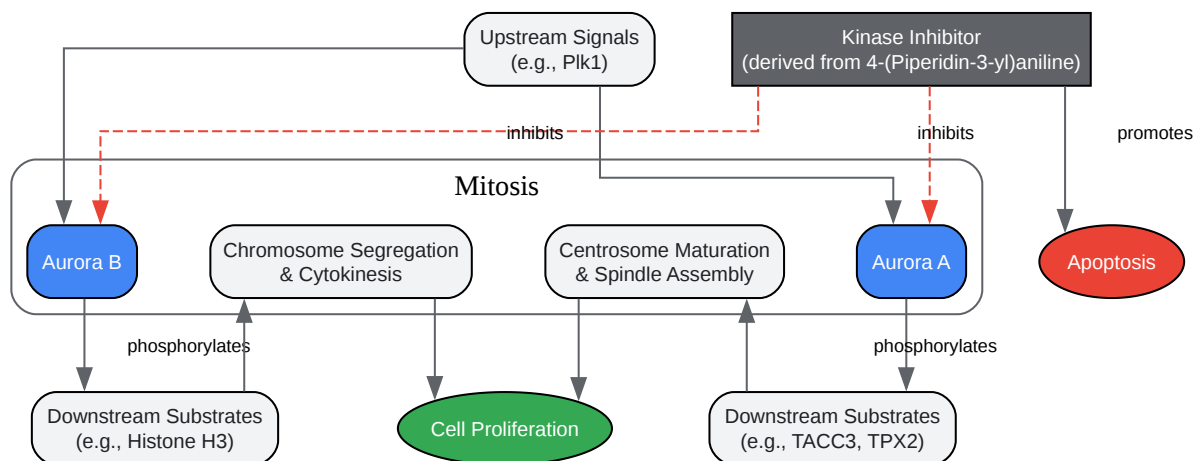 Upstream Signals
(e.g., Plk1)
Kinase Inhibitor
(derived from 4-(Piperidin-3-yl)aniline)
inhibits
inhibits
promotes
Mitosis
Aurora B
Chromosome Segregation
& Cytokinesis
Centrosome Maturation
& Spindle Assembly
Aurora A
Apoptosis
phosphorylates
phosphorylates
Downstream Substrates
(e.g., Histone H3)
Cell Proliferation
Downstream Substrates
(e.g., TACC3, TPX2)